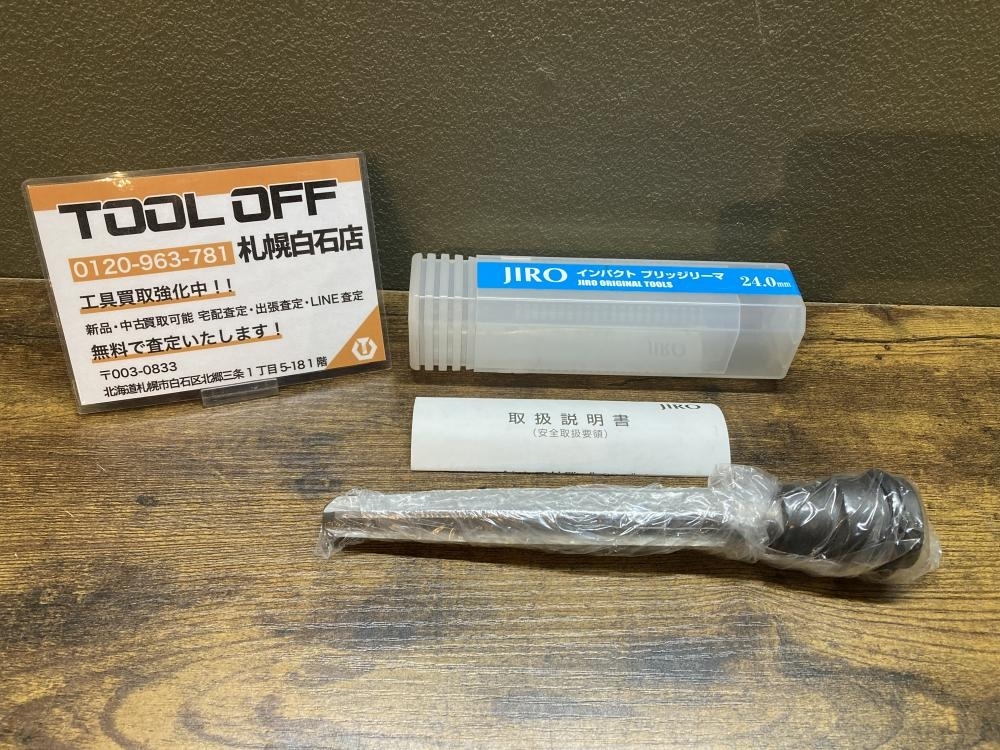 TOOL OFF
0120-963-781 札幌白石店
工具買取強化中!!
新品・中古買取可能 宅配査定・出張査定・LINE査定
無料で査定いたします!
〒003-0833
北海道札幌市白石区北郷三条1丁目5-18 1階
JIRO インパクト ブリッジリーマ 24.0mm
JIRO ORIGINAL TOOLS
JIRO
JIRO
取扱説明書
(安全取扱要領)